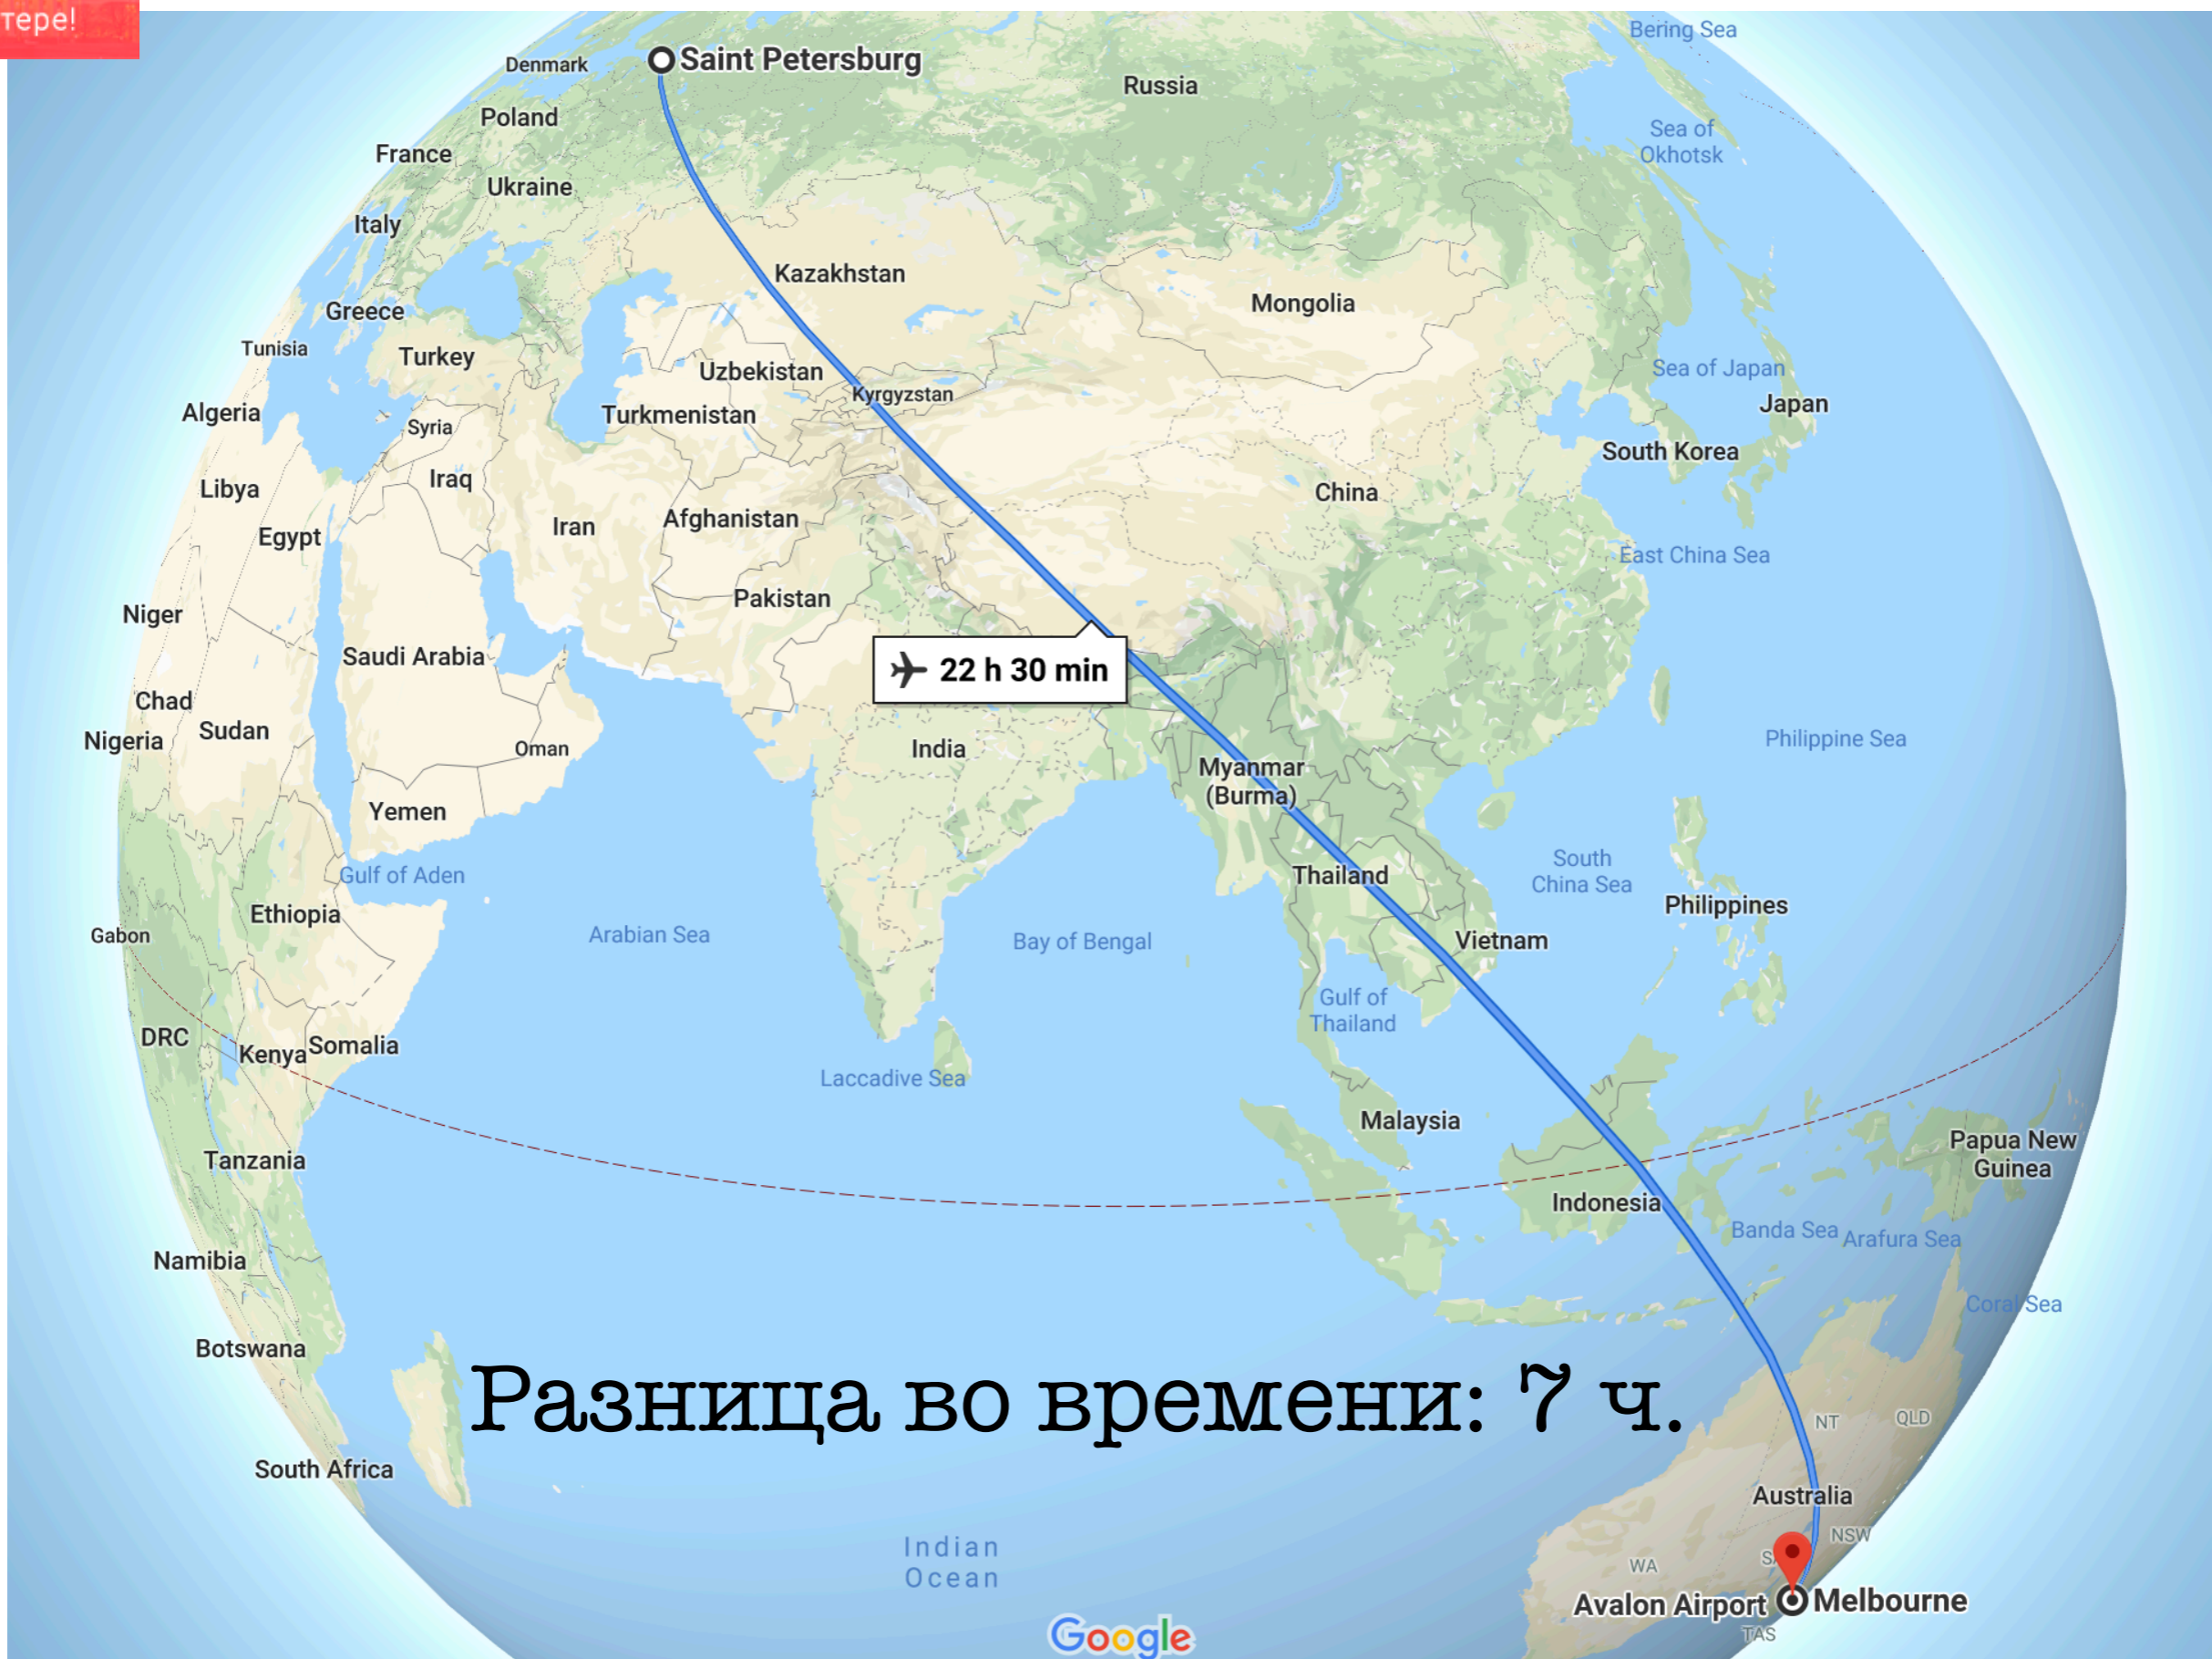 тере!
Bering Sea
Denmark
Saint Petersburg
Russia
Poland
Sea of
Okhotsk
France
Ukraine
Italy
Kazakhstan
Mongolia
Greece
Tunisia
Turkey
Uzbekistan
Sea of Japan
Kyrgyzstan
Japan
Algeria
Turkmenistan
Syria
South Korea
Iraq
Libya
China
Afghanistan
Iran
Egypt
East China Sea
Pakistan
Niger
Saudi Arabia
22 h 30 min
Chad
Sudan
Nigeria
Oman
India
Philippine Sea
Myanmar
(Burma)
Yemen
South
China Sea
Gulf of Aden
Thailand
Philippines
Ethiopia
Gabon
Arabian Sea
Bay of Bengal
Vietnam
Gulf of
Thailand
DRC
Kenya
Somalia
Laccadive Sea
Malaysia
Papua New
Guinea
Tanzania
Indonesia
Banda Sea
Arafura Sea
Namibia
Coral Sea
Botswana
Разница во времени: 7 ч.
NT
QLD
South Africa
Australia
NSW
Indian
Ocean
WA
Avalon Airport
Melbourne
TAS
Google